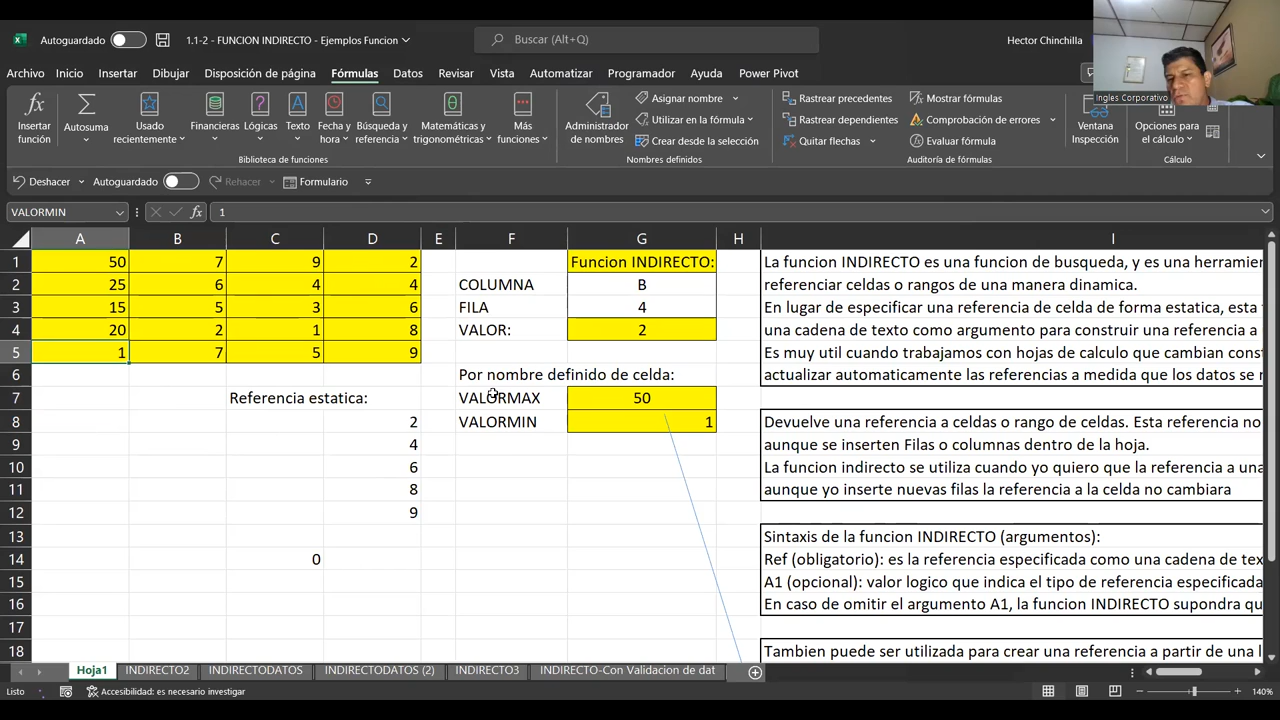 Autoguardado
1.1-2 - FUNCION INDIRECTO - Ejemplos Funcion
Buscar (Alt+Q)
Hector Chinchilla
Ingles Corporativo
Archivo Inicio Insertar Dibujar Disposición de página Fórmulas Datos Revisar Vista Automatizar Programador Ayuda Power Pivot
fx Insertar función
Σ Autosuma
Usado recientemente
Financieras
Lógicas
Texto
Fecha y hora
Búsqueda y referencia
Matemáticas y trigonométricas
Más funciones
Biblioteca de funciones
Administrador de nombres
Asignar nombre
Utilizar en la fórmula
Crear desde la selección
Nombres definidos
Rastrear precedentes
Rastrear dependientes
Quitar flechas
Mostrar fórmulas
Comprobación de errores
Evaluar fórmula
Auditoría de fórmulas
Ventana Inspección
Opciones para el cálculo
Cálculo
Deshacer Autoguardado Rehacer Formulario
VALORMIN fx 1
A B C D E F G H I
1 50 7 9 2 Funcion INDIRECTO: La funcion INDIRECTO es una funcion de busqueda, y es una herramier
2 25 6 4 4 COLUMNA B referenciar celdas o rangos de una manera dinamica.
3 15 5 3 6 FILA 4 En lugar de especificar una referencia de celda de forma estatica, esta
4 20 2 1 8 VALOR: 2 una cadena de texto como argumento para construir una referencia a
5 1 7 5 9 Es muy util cuando trabajamos con hojas de calculo que cambian const
6 Por nombre definido de celda: actualizar automaticamente las referencias a medida que los datos se
7 Referencia estatica: VALORMAX 50
8 2 VALORMIN 1 Devuelve una referencia a celdas o rango de celdas. Esta referencia no
9 4 aunque se inserten Filas o columnas dentro de la hoja.
10 6 La funcion indirecto se utiliza cuando yo quiero que la referencia a una
11 8 aunque yo inserte nuevas filas la referencia a la celda no cambiara
12 9
13 Sintaxis de la funcion INDIRECTO (argumentos):
14 0 Ref (obligatorio): es la referencia especificada como una cadena de tex
15 A1 (opcional): valor logico que indica el tipo de referencia especificada
16 En caso de omitir el argumento A1, la funcion INDIRECTO supondra qu
17
18 Tambien puede ser utilizada para crear una referencia a partir de una l
Hoja1 INDIRECTO2 INDIRECTODATOS INDIRECTODATOS (2) INDIRECTO3 INDIRECTO-Con Validacion de dat
Listo Accesibilidad: es necesario investigar 140%